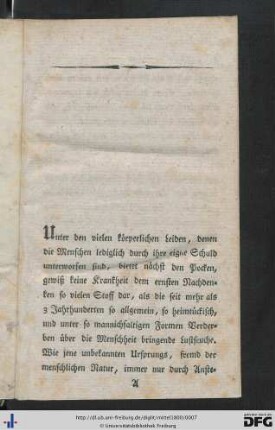 Unter den vielen körperlichen Leiden, denen
die Menschen lediglich durch ihre eigne Schuld
unterworfen sind, bietet nächst den Pocken,
gewiß keine Krankheit dem ernsten Nachden-
ken so vielen Stoff dar, als die seit mehr als
3 Jahrhunderten so allgemein, so heimtückisch,
und unter so mannichfaltigen Formen Verder-
ben über die Menschheit bringende Lustseuche.
Wie jene unbekannten Ursprungs, fremd der
menschlichen Natur, immer nur durch Anste-
A
http://dl.ub.uni-freiburg.de/diglit/mittel1800/0007
© Universitätsbibliothek Freiburg
gefördert durch die
DFG